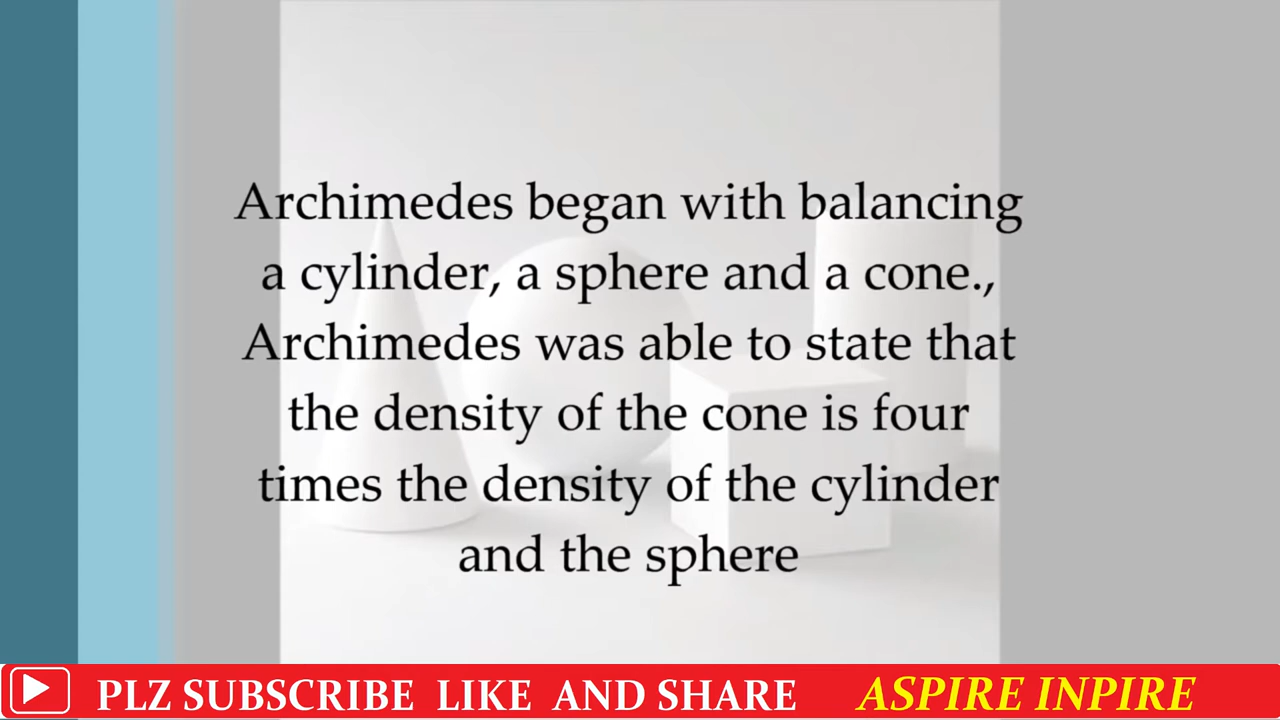 Archimedes began with balancing
a cylinder, a sphere and a cone.,
Archimedes was able to state that
the density of the cone is four
times the density of the cylinder
and the sphere
PLZ SUBSCRIBE LIKE AND SHARE ASPIRE INPIRE